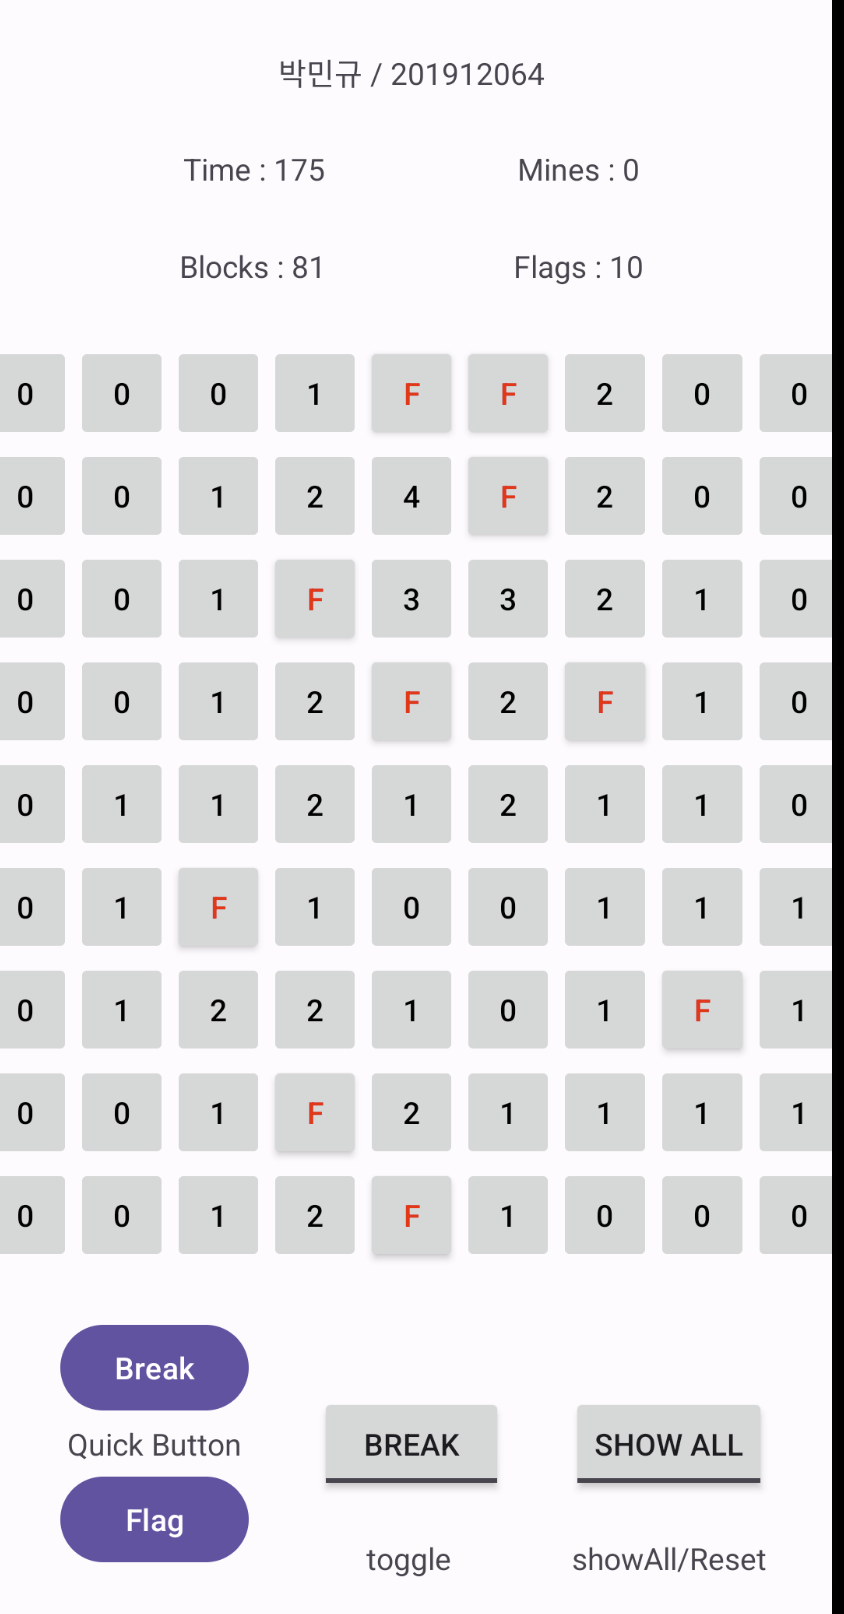 박민규 / 201912064
Time : 175 Mines : 0
Blocks : 81 Flags : 10
0 0 0 1 F F 2 0 0
0 0 1 2 4 F 2 0 0
0 0 1 F 3 3 2 1 0
0 0 1 2 F 2 F 1 0
0 1 1 2 1 2 1 1 0
0 1 F 1 0 0 1 1 1
0 1 2 2 1 0 1 F 1
0 0 1 F 2 1 1 1 1
0 0 1 2 F 1 0 0 0
Break
Quick Button BREAK SHOW ALL
Flag
toggle showAll/Reset